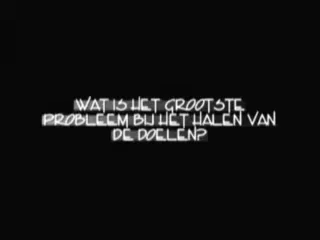 WAT IS HET GROOTSTE
PROBLEEM BIJ HET HALEN VAN
DE DOELEN?